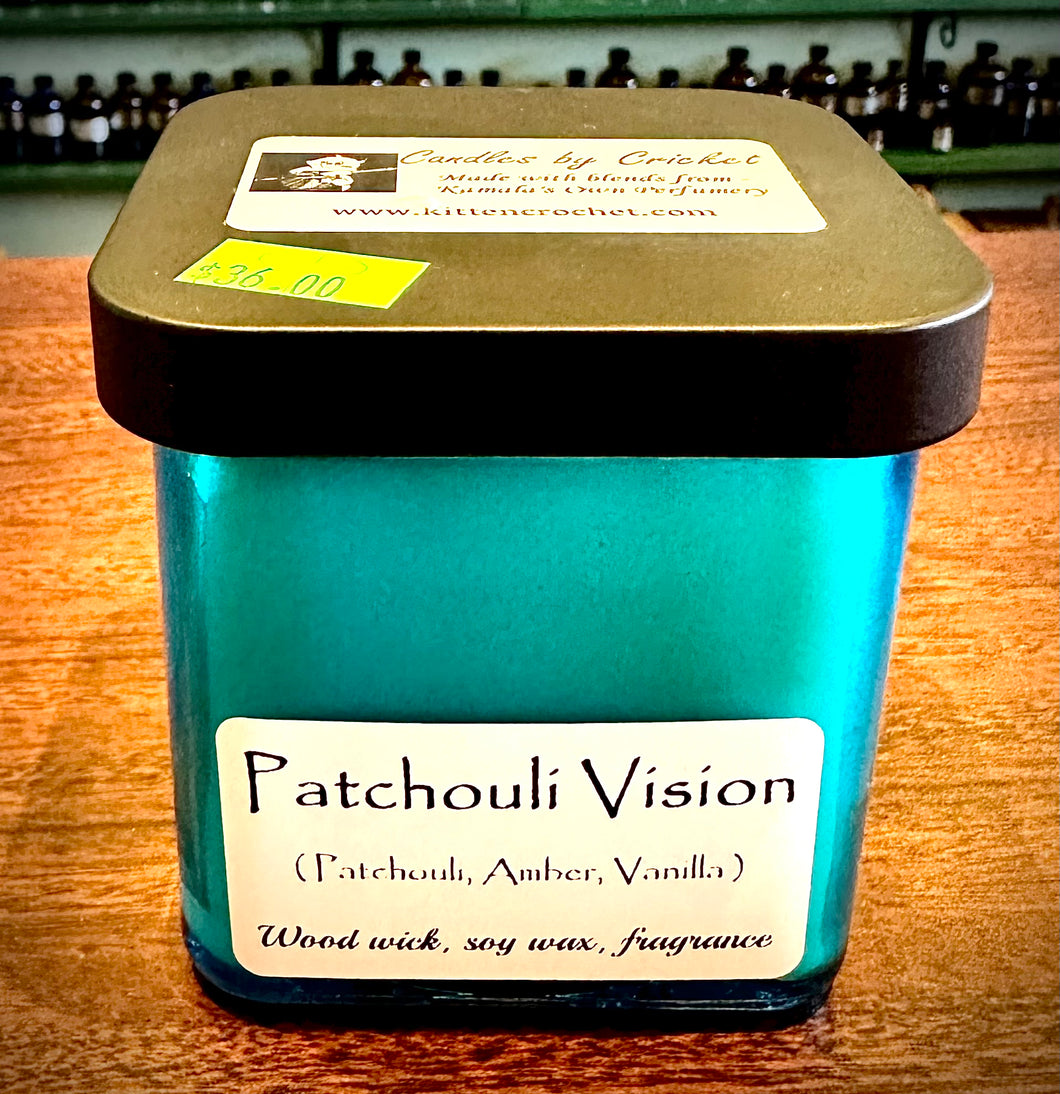 Candles by Cricket
Made with blends from -
Kamala's Own Perfumery
www.kittencrochet.com
$36.00
Patchouli Vision
(Patchouli, Amber, Vanilla)
Wood wick, soy wax, fragrance